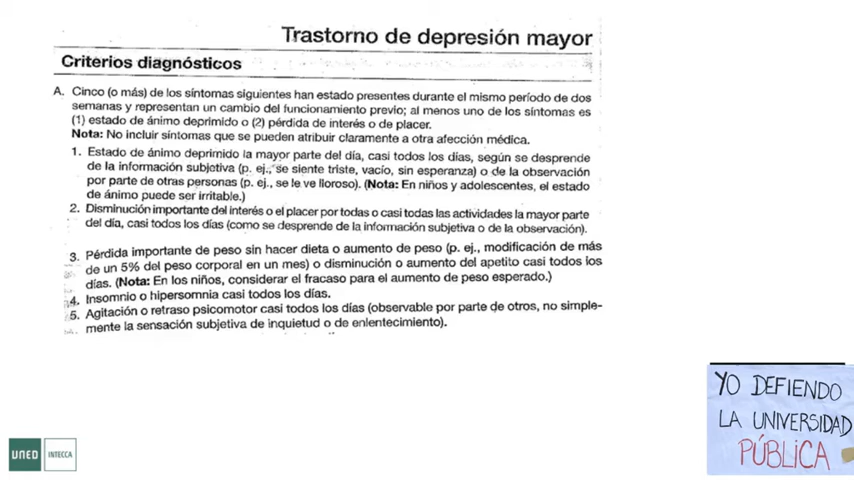 Trastorno de depresión mayor
Criterios diagnósticos
A. Cinco (o más) de los síntomas siguientes han estado presentes durante el mismo período de dos
semanas y representan un cambio del funcionamiento previo; al menos uno de los síntomas es
(1) estado de ánimo deprimido o (2) pérdida de interés o de placer.
Nota: No incluir síntomas que se pueden atribuir claramente a otra afección médica.
1. Estado de ánimo deprimido la mayor parte del día, casi todos los días, según se desprende
de la información subjetiva (p. ej., se siente triste, vacío, sin esperanza) o de la observación
por parte de otras personas (p. ej., se le ve lloroso). (Nota: En niños y adolescentes, el estado
de ánimo puede ser irritable.)
2. Disminución importante del interés o el placer por todas o casi todas las actividades la mayor parte
del día, casi todos los días (como se desprende de la información subjetiva o de la observación).
3. Pérdida importante de peso sin hacer dieta o aumento de peso (p. ej., modificación de más
de un 5% del peso corporal en un mes) o disminución o aumento del apetito casi todos los
días. (Nota: En los niños, considerar el fracaso para el aumento de peso esperado.)
4. Insomnio o hipersomnia casi todos los días.
5. Agitación o retraso psicomotor casi todos los días (observable por parte de otros, no simple-
mente la sensación subjetiva de inquietud o de enlentecimiento).
YO DEFIENDO
LA UNIVERSIDAD
PÚBLICA
UNED INTECCA